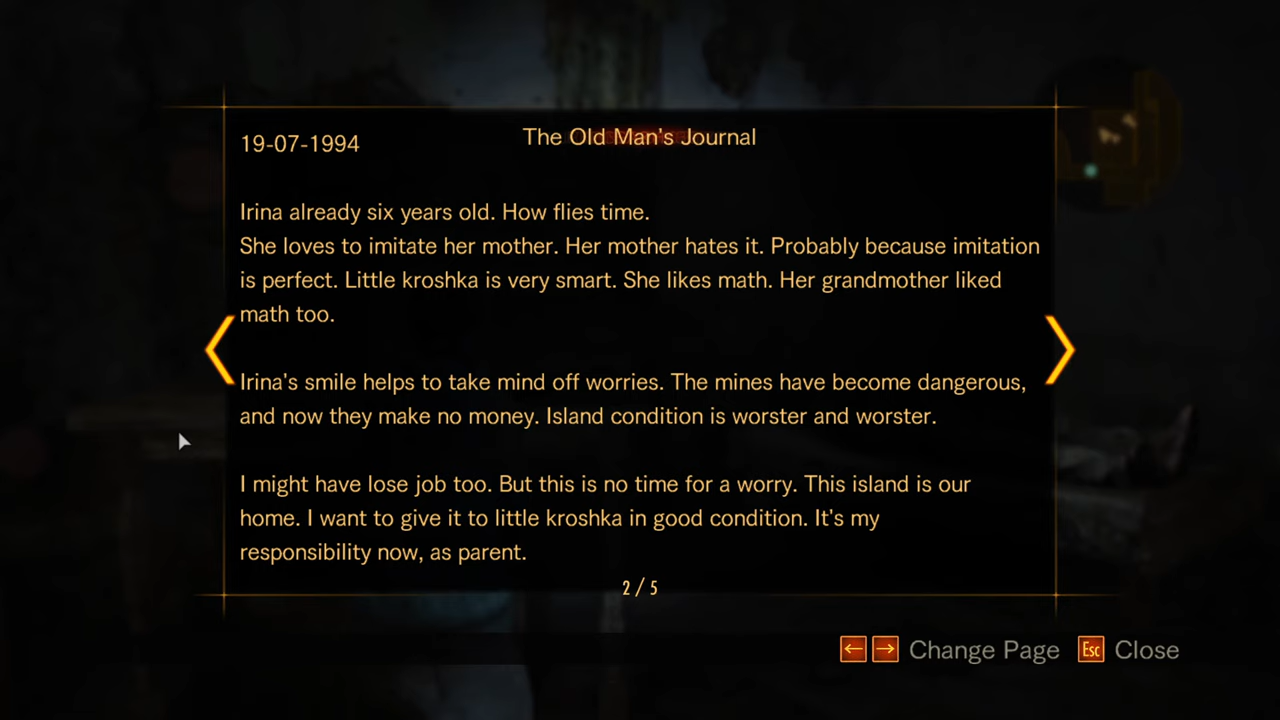 19-07-1994
The Old Man's Journal
Irina already six years old. How flies time.
She loves to imitate her mother. Her mother hates it. Probably because imitation
is perfect. Little kroshka is very smart. She likes math. Her grandmother liked
math too.
Irina's smile helps to take mind off worries. The mines have become dangerous,
and now they make no money. Island condition is worster and worster.
I might have lose job too. But this is no time for a worry. This island is our
home. I want to give it to little kroshka in good condition. It's my
responsibility now, as parent.
2 / 5
← → Change Page Esc Close